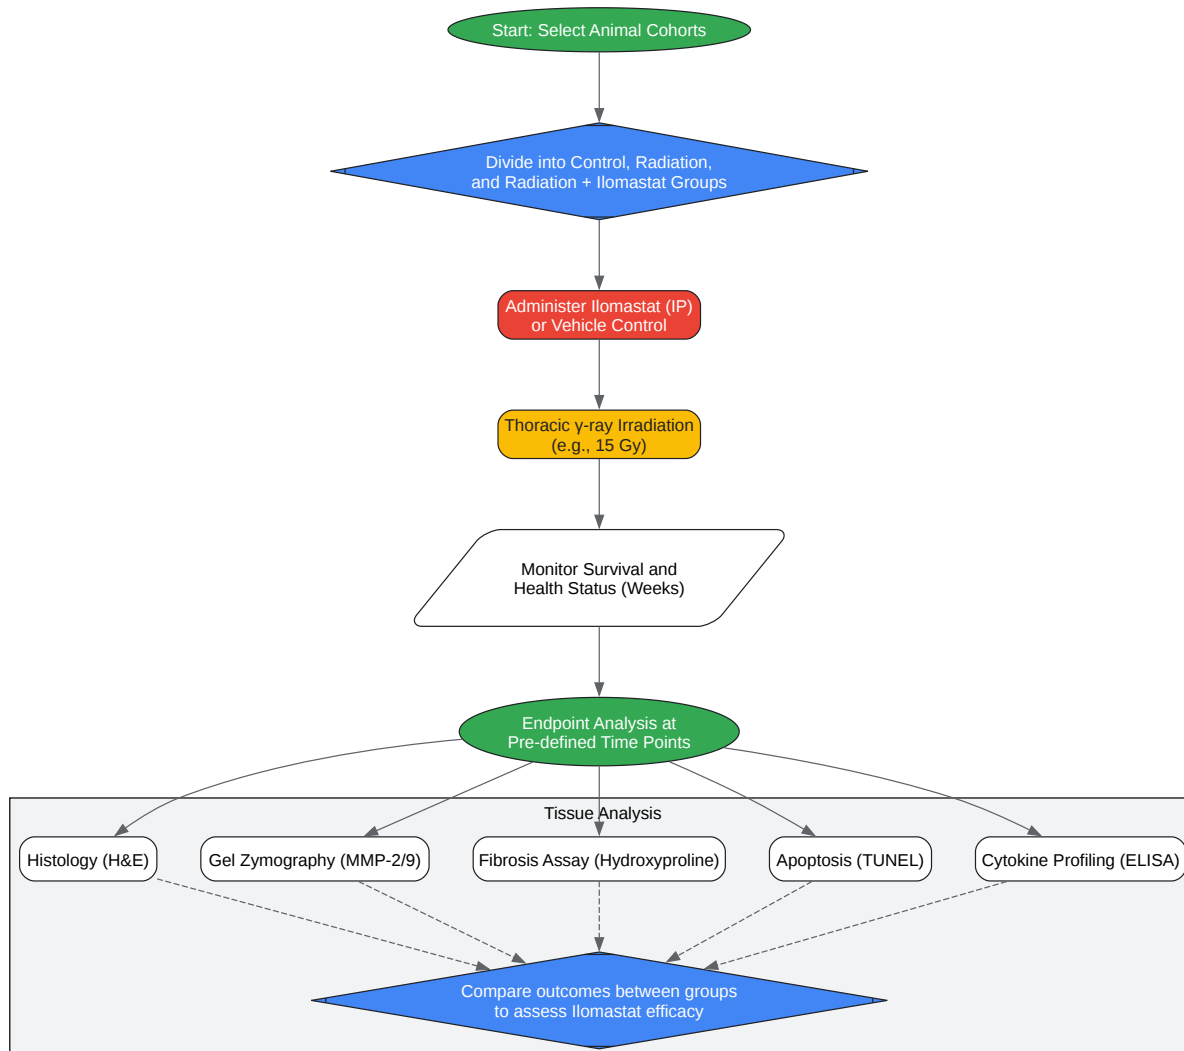 Start: Select Animal Cohorts
Divide into Control, Radiation,
and Radiation + Ilomastat Groups
Administer Ilomastat (IP)
or Vehicle Control
Thoracic γ-ray Irradiation
(e.g., 15 Gy)
Monitor Survival and
Health Status (Weeks)
Endpoint Analysis at
Pre-defined Time Points
Tissue Analysis
Histology (H&E)
Gel Zymography (MMP-2/9)
Fibrosis Assay (Hydroxyproline)
Apoptosis (TUNEL)
Cytokine Profiling (ELISA)
Compare outcomes between groups
to assess Ilomastat efficacy